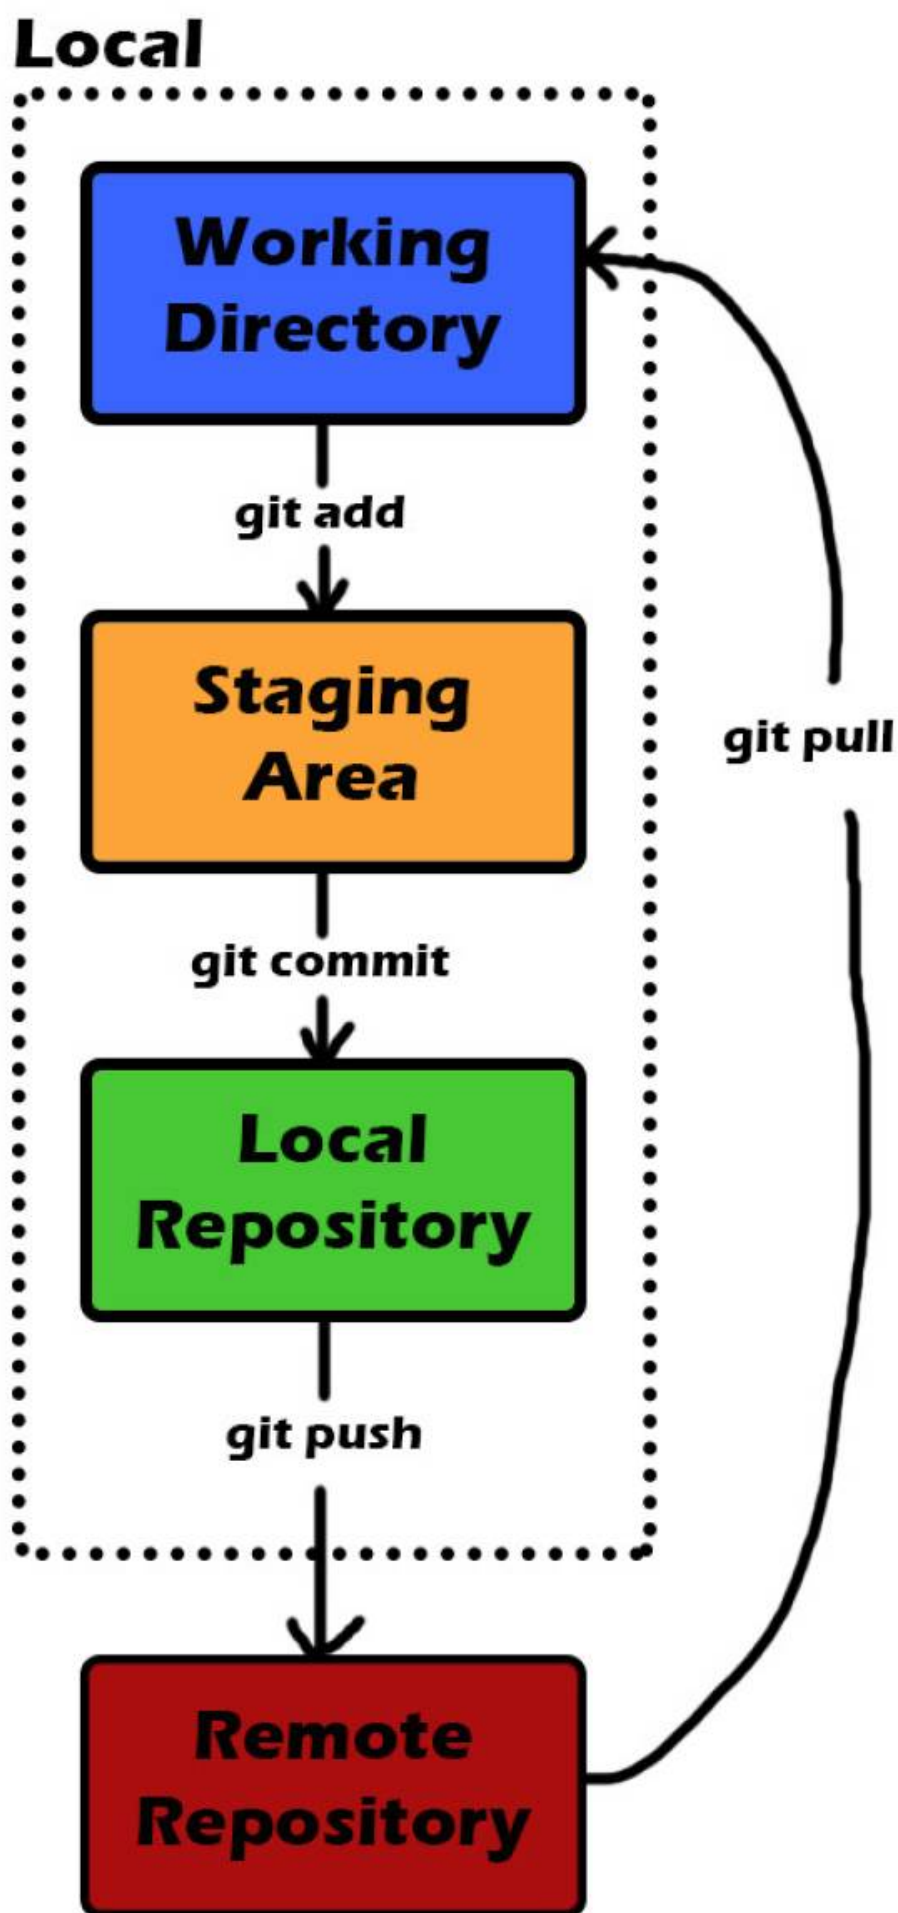 Local
Working
Directory
git add
Staging
Area
git pull
git commit
Local
Repository
git push
Remote
Repository